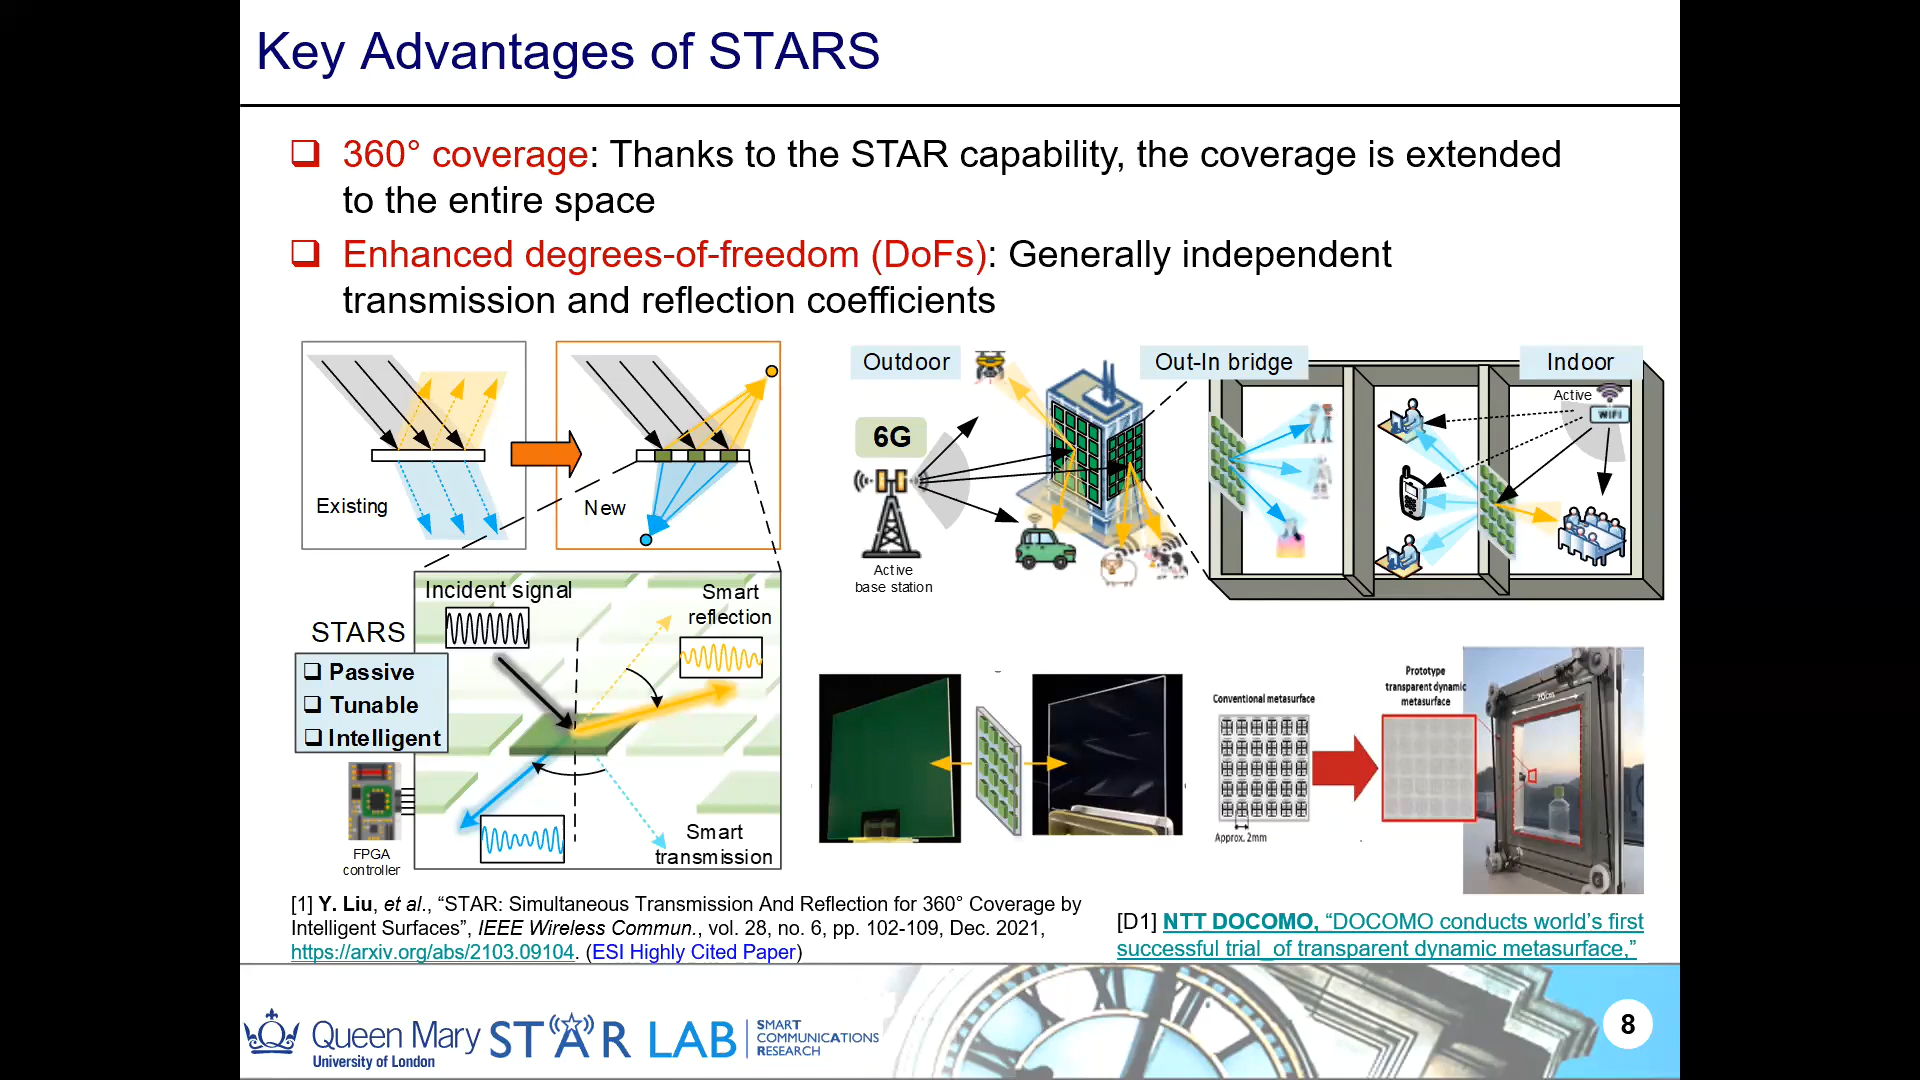 Key Advantages of STARS
360° coverage: Thanks to the STAR capability, the coverage is extended
to the entire space
Enhanced degrees-of-freedom (DoFs): Generally independent
transmission and reflection coefficients
Existing
New
Incident signal
Smart
reflection
STARS
Passive
Tunable
Intelligent
FPGA
controller
Smart
transmission
Outdoor
Out-In bridge
Indoor
6G
Active
base station
Active
WIFI
Conventional metasurface
Approx. 2mm
Prototype
transparent dynamic
metasurface
20cm
[1] Y. Liu, et al., “STAR: Simultaneous Transmission And Reflection for 360° Coverage by
Intelligent Surfaces”, IEEE Wireless Commun., vol. 28, no. 6, pp. 102-109, Dec. 2021,
https://arxiv.org/abs/2103.09104. (ESI Highly Cited Paper)
[D1] NTT DOCOMO, “DOCOMO conducts world’s first
successful trial of transparent dynamic metasurface,”
Queen Mary
University of London
STAR LAB
SMART
COMMUNICATIONS
RESEARCH
8